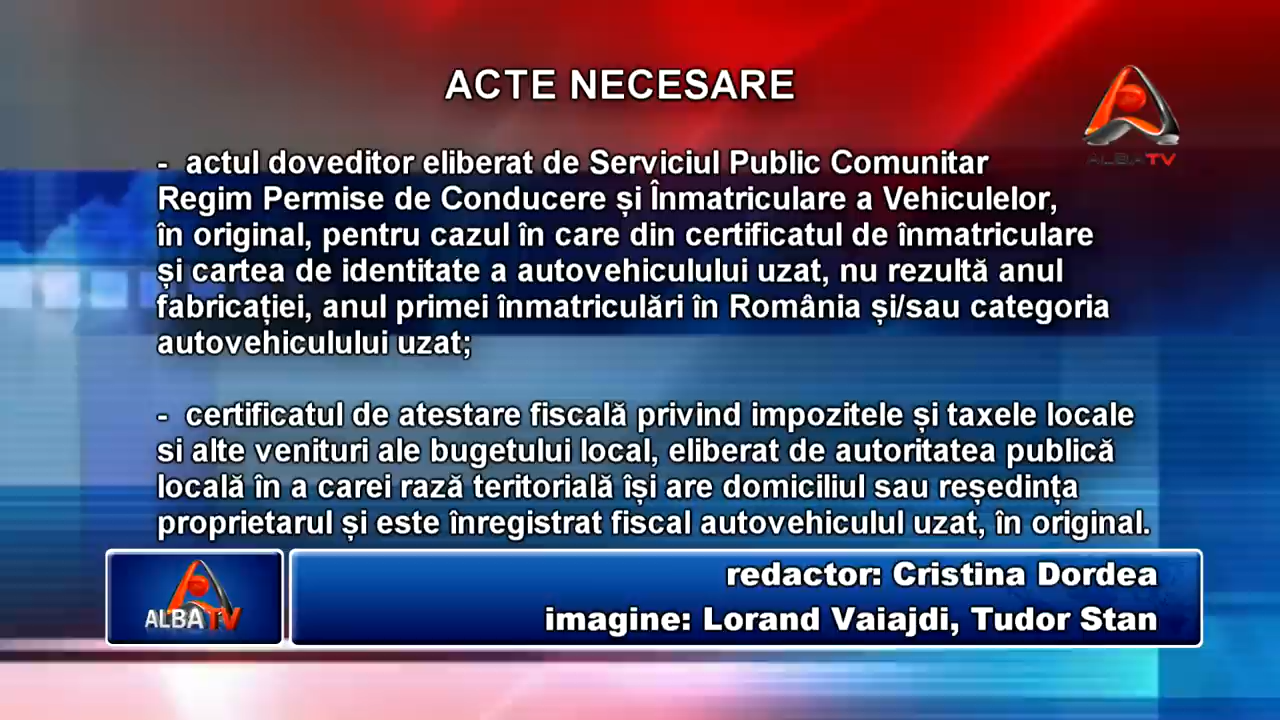 ACTE NECESARE
ALBATV
- actul doveditor eliberat de Serviciul Public Comunitar
Regim Permise de Conducere și Înmatriculare a Vehiculelor,
în original, pentru cazul în care din certificatul de înmatriculare
și cartea de identitate a autovehiculului uzat, nu rezultă anul
fabricației, anul primei înmatriculări în România și/sau categoria
autovehiculului uzat;
- certificatul de atestare fiscală privind impozitele și taxele locale
si alte venituri ale bugetului local, eliberat de autoritatea publică
locală în a carei rază teritorială își are domiciliul sau reședința
proprietarul și este înregistrat fiscal autovehiculul uzat, în original.
ALBATV
redactor: Cristina Dordea
imagine: Lorand Vaiajdi, Tudor Stan